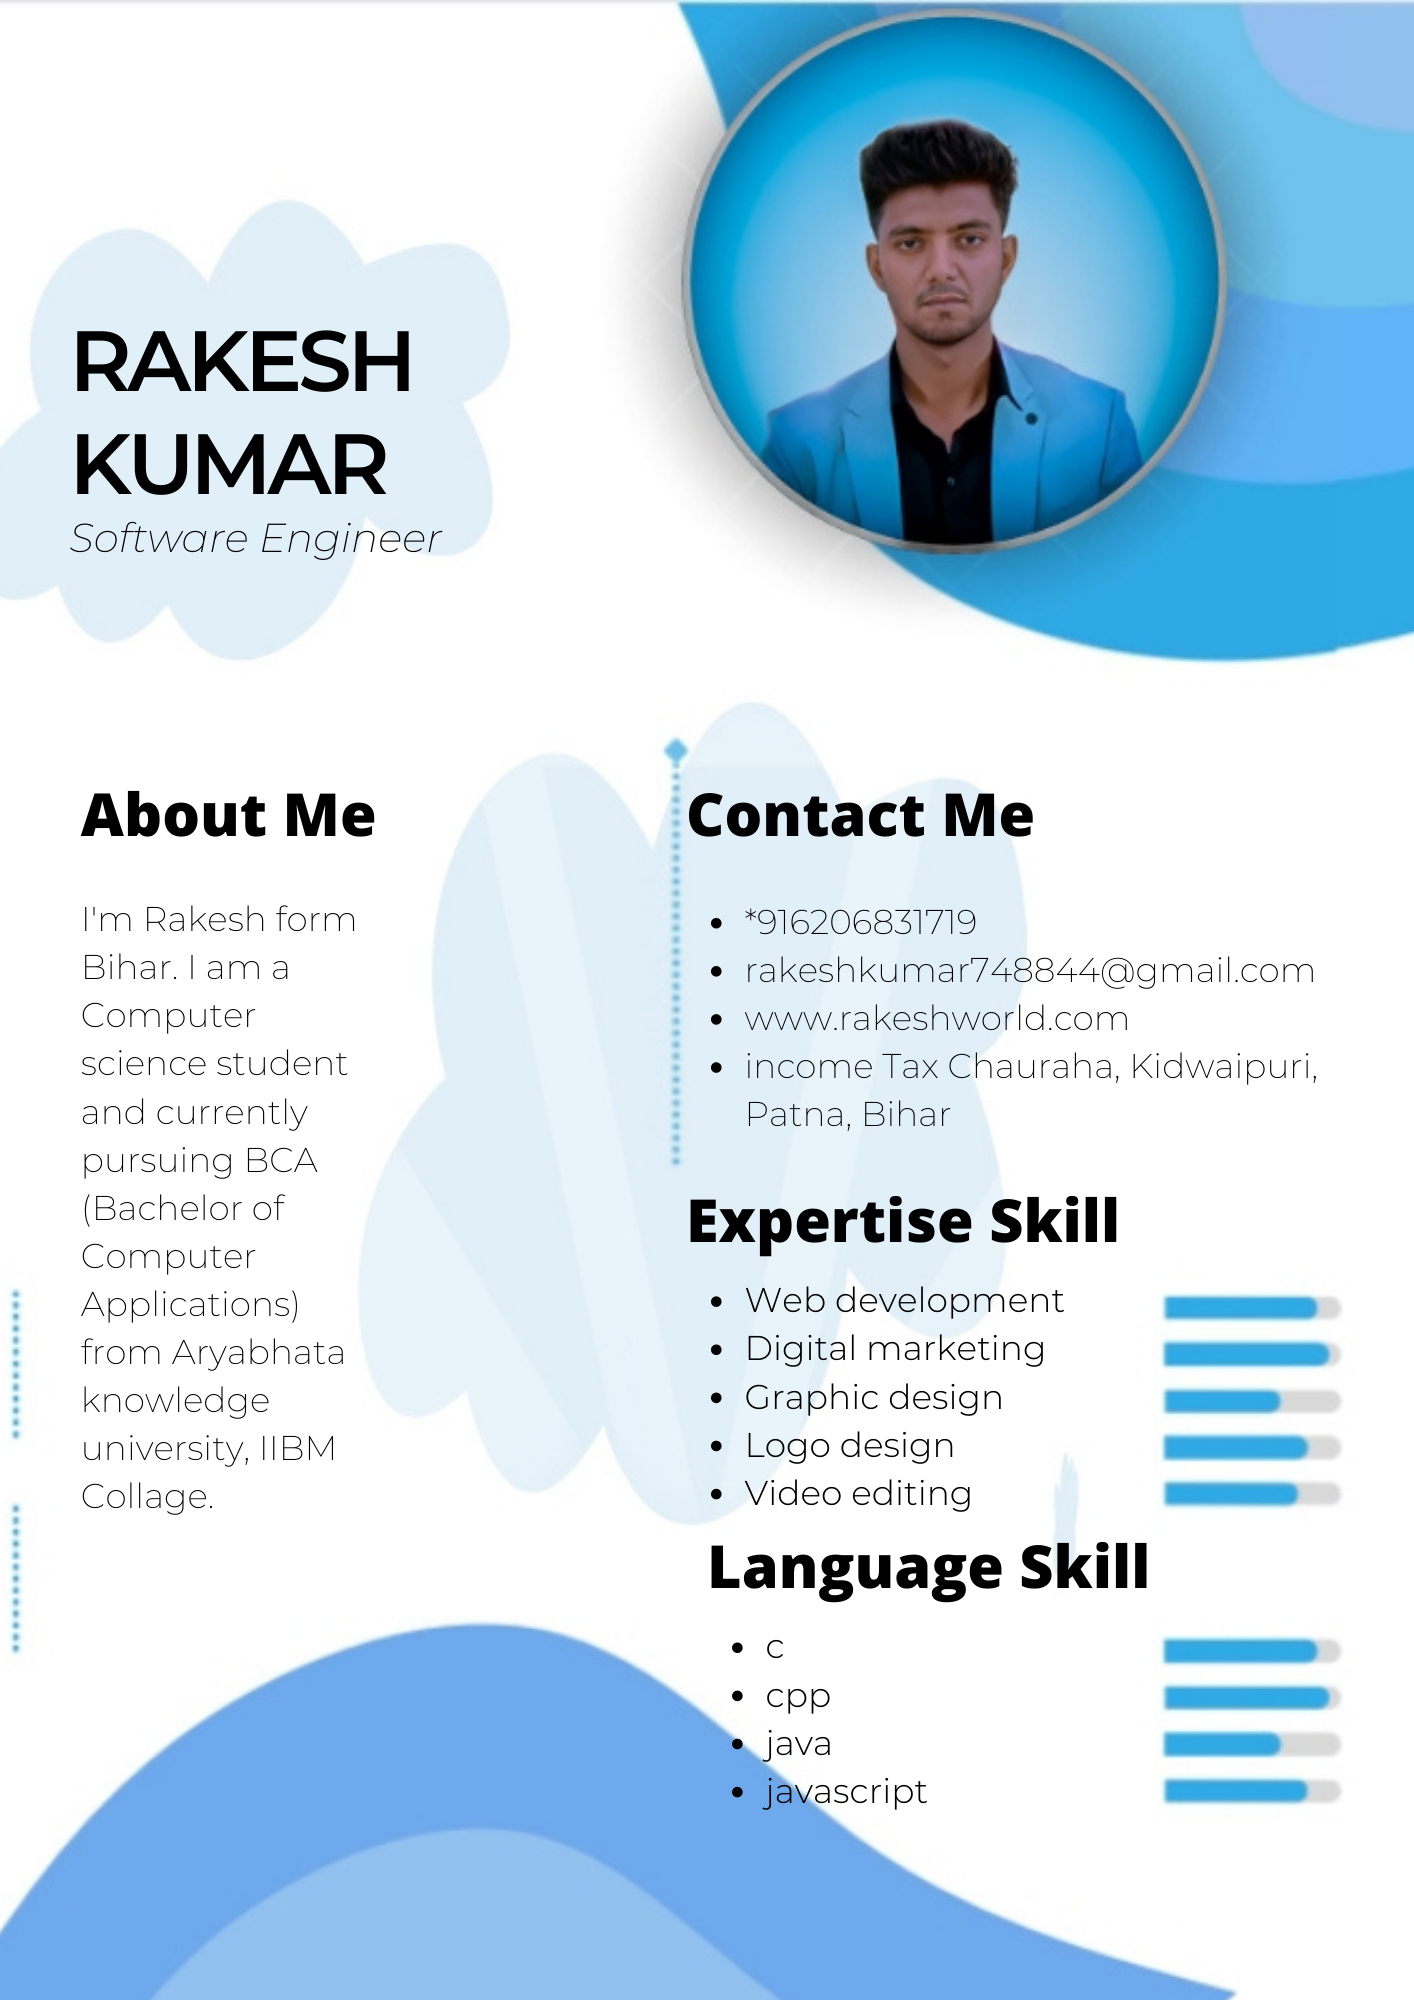 RAKESH
KUMAR
Software Engineer
About Me
I'm Rakesh form
Bihar. I am a
Computer
science student
and currently
pursuing BCA
(Bachelor of
Computer
Applications)
from Aryabhata
knowledge
university, IIBM
Collage.
Contact Me
• *916206831719
• rakeshkumar748844@gmail.com
• www.rakeshworld.com
• income Tax Chauraha, Kidwaipuri,
Patna, Bihar
Expertise Skill
• Web development
• Digital marketing
• Graphic design
• Logo design
• Video editing
Language Skill
• c
• cpp
• java
• javascript